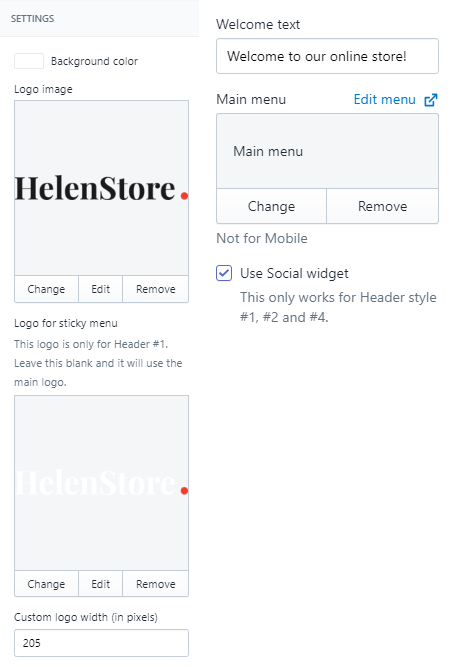 SETTINGS
Background color
Logo image
HelenStore.
Change Edit Remove
Logo for sticky menu
This logo is only for Header #1.
Leave this blank and it will use the
main logo.
HelenStore.
Change Edit Remove
Custom logo width (in pixels)
205
Welcome text
Welcome to our online store!
Main menu Edit menu
Main menu
Change Remove
Not for Mobile
Use Social widget
This only works for Header style
#1, #2 and #4.